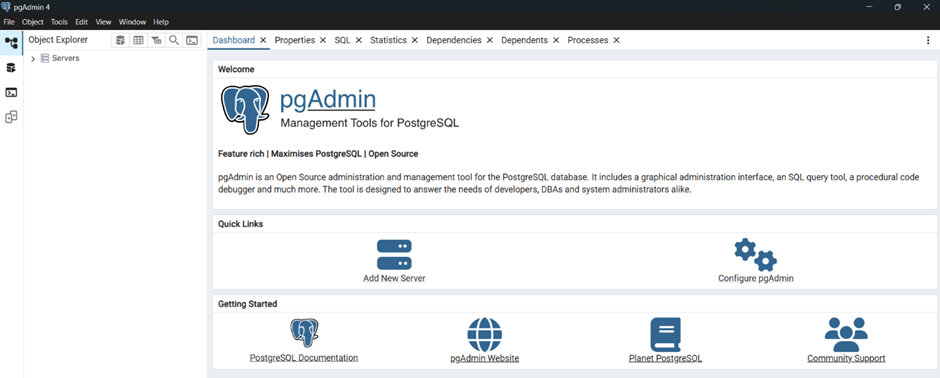 pgAdmin 4
File Object Tools Edit View Window Help
Object Explorer
Servers
Dashboard Properties SQL Statistics Dependencies Dependents Processes
Welcome
pgAdmin
Management Tools for PostgreSQL
Feature rich | Maximises PostgreSQL | Open Source
pgAdmin is an Open Source administration and management tool for the PostgreSQL database. It includes a graphical administration interface, an SQL query tool, a procedural code
debugger and much more. The tool is designed to answer the needs of developers, DBAs and system administrators alike.
Quick Links
Add New Server Configure pgAdmin
Getting Started
PostgreSQL Documentation pgAdmin Website Planet PostgreSQL Community Support